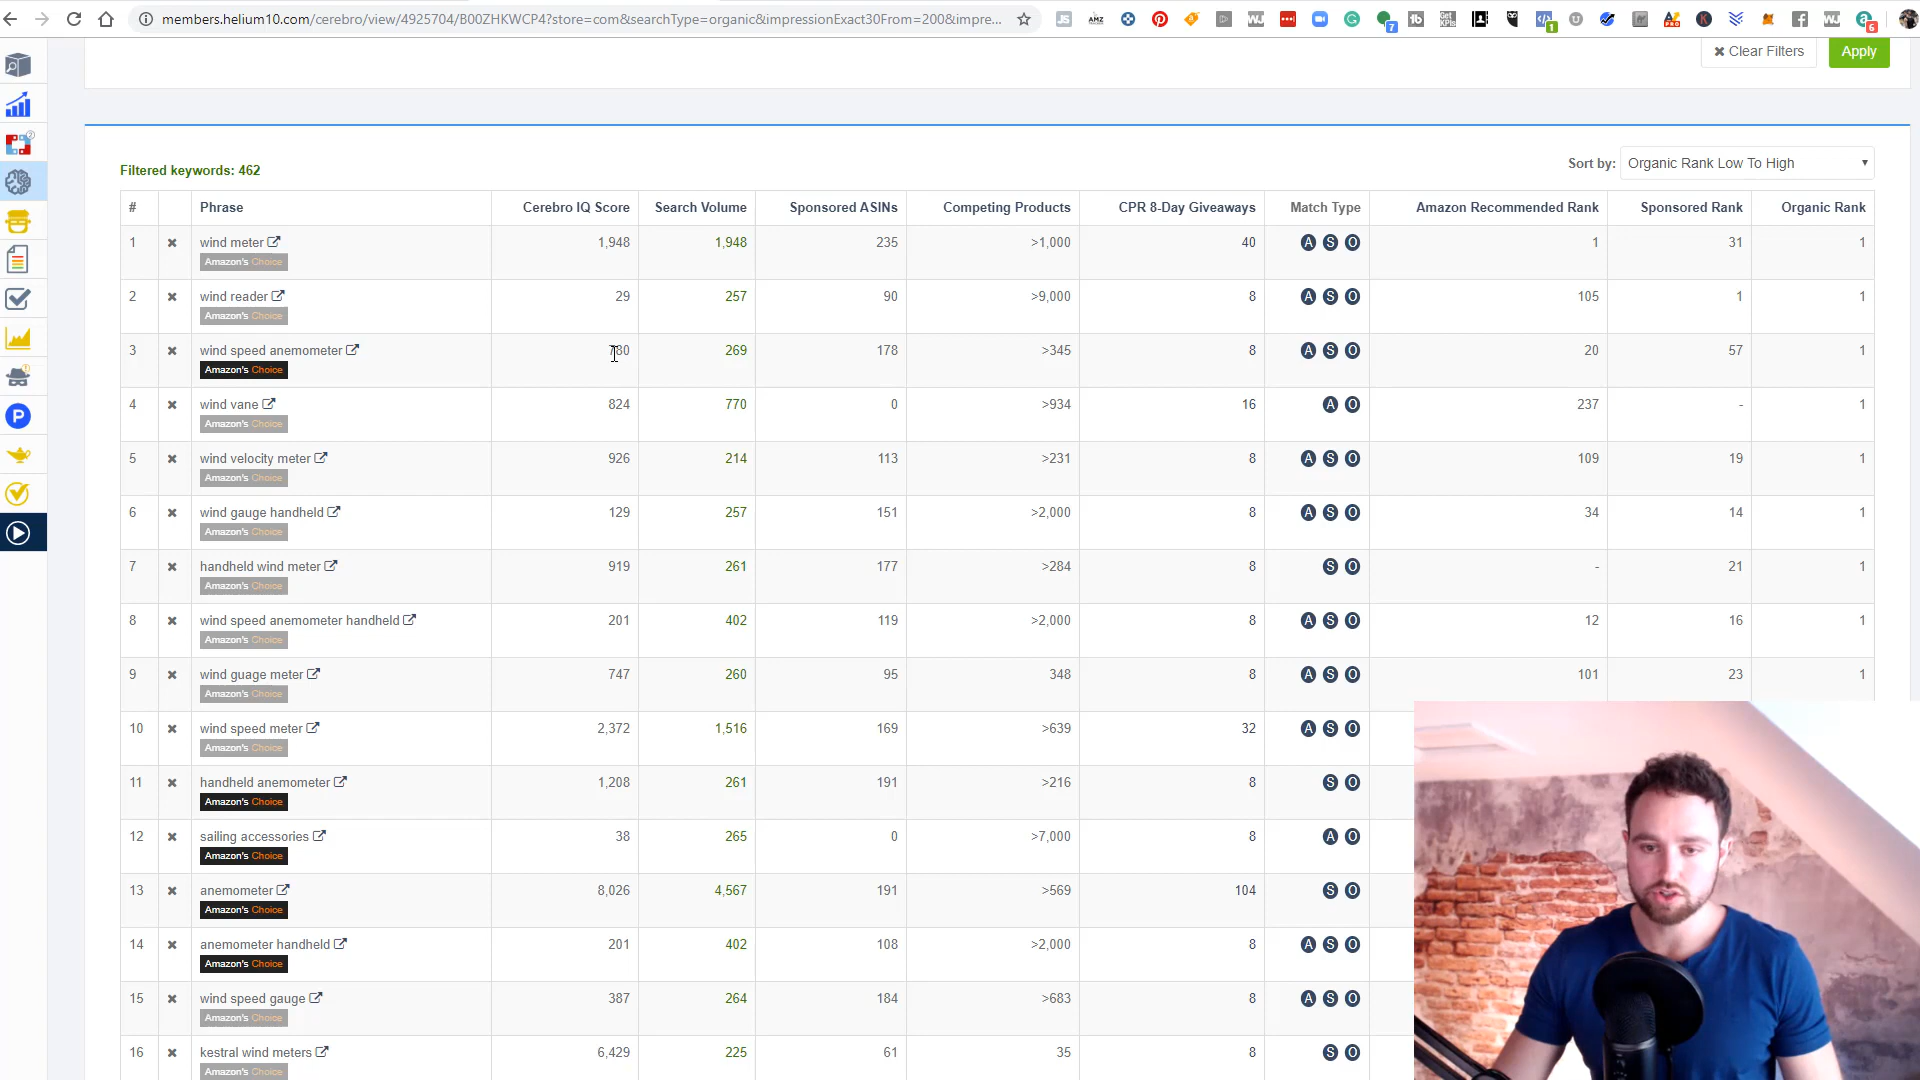 members.helium10.com/cerebro/view/4925704/B00ZHKWCP4?store=com&searchType=organic&impressionExact30From=200&impre...
Clear Filters Apply
Filtered keywords: 462
Sort by: Organic Rank Low To High
# Phrase Cerebro IQ Score Search Volume Sponsored ASINs Competing Products CPR 8-Day Giveaways Match Type Amazon Recommended Rank Sponsored Rank Organic Rank
1 wind meter 1,948 1,948 235 >1,000 40 A S O 1 31 1
Amazon's Choice
2 wind reader 29 257 90 >9,000 8 A S O 105 1 1
Amazon's Choice
3 wind speed anemometer 780 269 178 >345 8 A S O 20 57 1
Amazon's Choice
4 wind vane 824 770 0 >934 16 A O 237 - 1
Amazon's Choice
5 wind velocity meter 926 214 113 >231 8 A S O 109 19 1
Amazon's Choice
6 wind gauge handheld 129 257 151 >2,000 8 A S O 34 14 1
Amazon's Choice
7 handheld wind meter 919 261 177 >284 8 S O - 21 1
Amazon's Choice
8 wind speed anemometer handheld 201 402 119 >2,000 8 A S O 12 16 1
Amazon's Choice
9 wind guage meter 747 260 95 348 8 A S O 101 23 1
Amazon's Choice
10 wind speed meter 2,372 1,516 169 >639 32 A S O
Amazon's Choice
11 handheld anemometer 1,208 261 191 >216 8 S O
Amazon's Choice
12 sailing accessories 38 265 0 >7,000 8 A O
Amazon's Choice
13 anemometer 8,026 4,567 191 >569 104 S O
Amazon's Choice
14 anemometer handheld 201 402 108 >2,000 8 A S O
Amazon's Choice
15 wind speed gauge 387 264 184 >683 8 A S O
Amazon's Choice
16 kestral wind meters 6,429 225 61 35 8 S O
Amazon's Choice